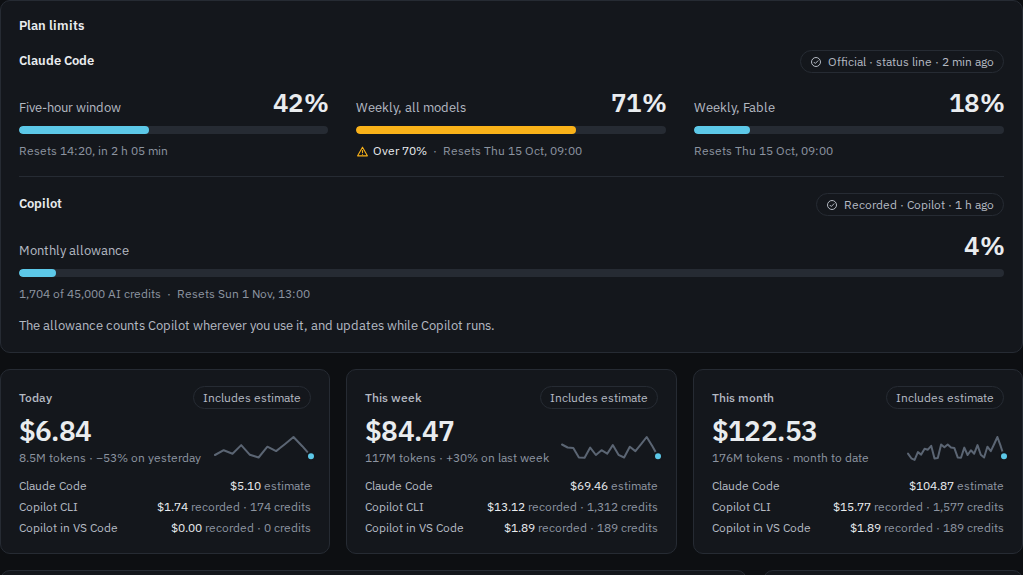 Plan limits
Claude Code
Official · status line · 2 min ago
Five-hour window 42%
Resets 14:20, in 2 h 05 min
Weekly, all models 71%
Over 70% · Resets Thu 15 Oct, 09:00
Weekly, Fable 18%
Resets Thu 15 Oct, 09:00
Copilot
Recorded · Copilot · 1 h ago
Monthly allowance 4%
1,704 of 45,000 AI credits · Resets Sun 1 Nov, 13:00
The allowance counts Copilot wherever you use it, and updates while Copilot runs.
Today
Includes estimate
$6.84
8.5M tokens · −53% on yesterday
Claude Code $5.10 estimate
Copilot CLI $1.74 recorded · 174 credits
Copilot in VS Code $0.00 recorded · 0 credits
This week
Includes estimate
$84.47
117M tokens · +30% on last week
Claude Code $69.46 estimate
Copilot CLI $13.12 recorded · 1,312 credits
Copilot in VS Code $1.89 recorded · 189 credits
This month
Includes estimate
$122.53
176M tokens · month to date
Claude Code $104.87 estimate
Copilot CLI $15.77 recorded · 1,577 credits
Copilot in VS Code $1.89 recorded · 189 credits